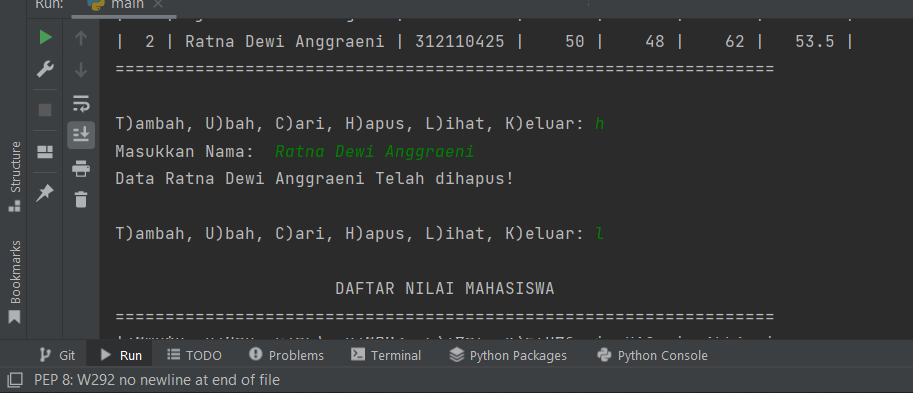 Run: main ×
| 2 | Ratna Dewi Anggraeni | 312110425 | 50 | 48 | 62 | 53.5 |
==================================================================
T)ambah, U)bah, C)ari, H)apus, L)ihat, K)eluar: h
Masukkan Nama: Ratna Dewi Anggraeni
Data Ratna Dewi Anggraeni Telah dihapus!
T)ambah, U)bah, C)ari, H)apus, L)ihat, K)eluar: l
DAFTAR NILAI MAHASISWA
==================================================================
Structure
Bookmarks
Git Run TODO Problems Terminal Python Packages Python Console
PEP 8: W292 no newline at end of file